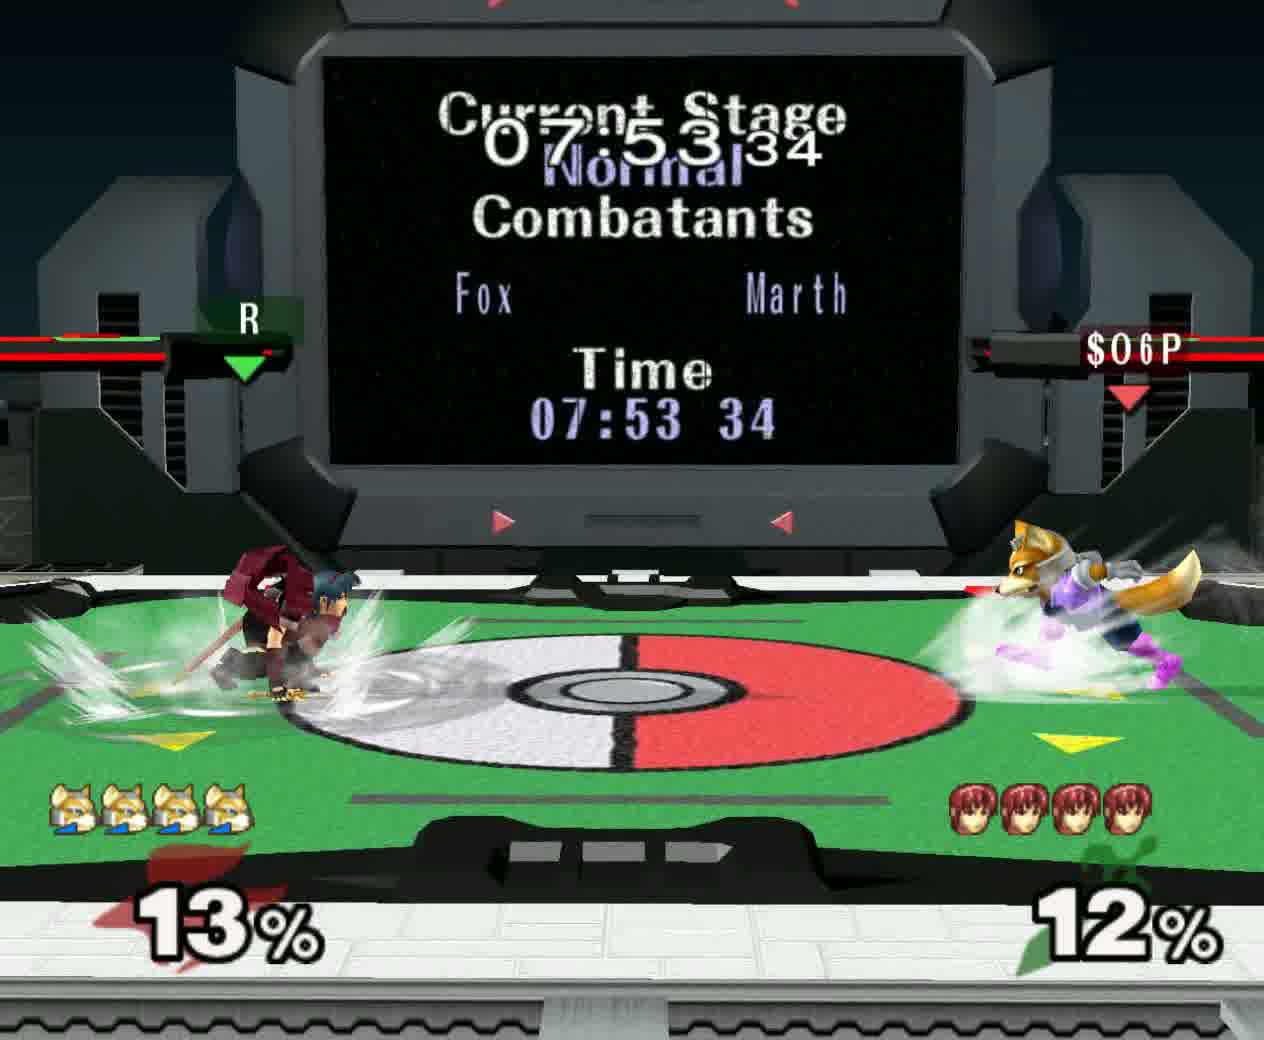 Current Stage
07:53 34
Normal
Combatants
Fox Marth
R
$06P
Time
07:53 34
13%
12%